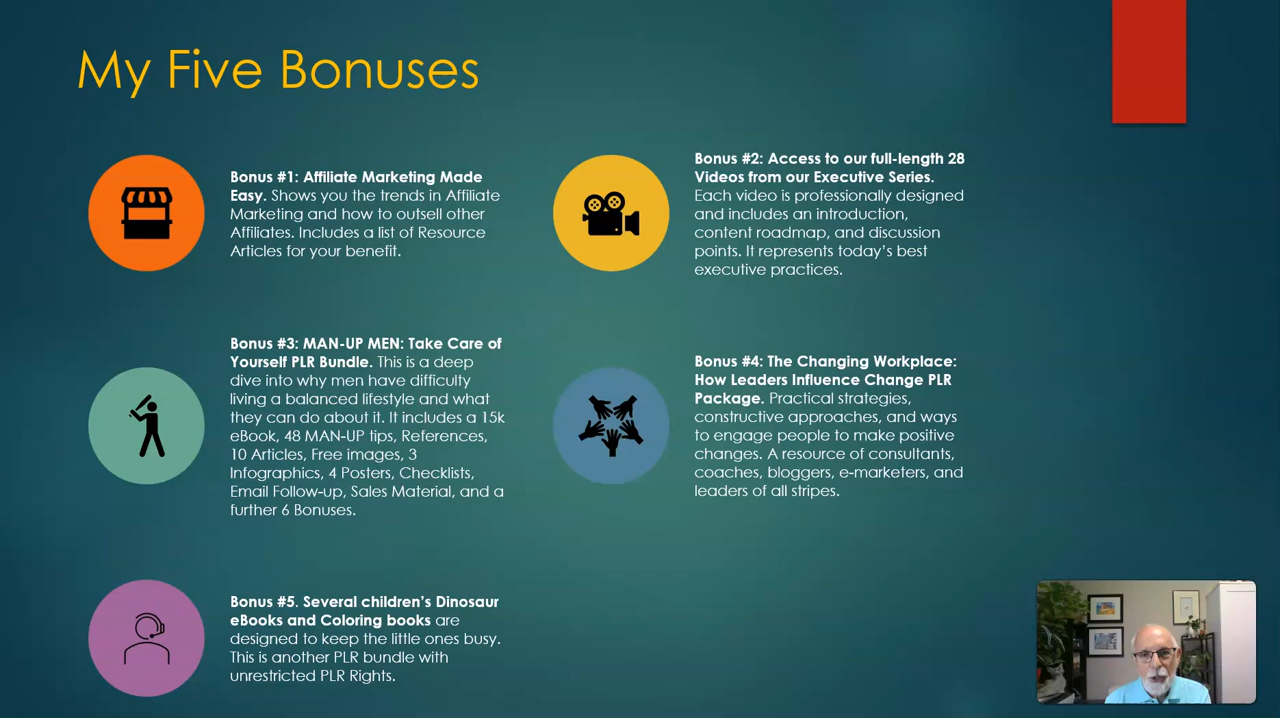 My Five Bonuses
Bonus #1: Affiliate Marketing Made
Easy. Shows you the trends in Affiliate
Marketing and how to outsell other
Affiliates. Includes a list of Resource
Articles for your benefit.
Bonus #2: Access to our full-length 28
Videos from our Executive Series.
Each video is professionally designed
and includes an introduction,
content roadmap, and discussion
points. It represents today's best
executive practices.
Bonus #3: MAN-UP MEN: Take Care of
Yourself PLR Bundle. This is a deep
dive into why men have difficulty
living a balanced lifestyle and what
they can do about it. It includes a 15k
eBook, 48 MAN-UP tips, References,
10 Articles, Free images, 3
Infographics, 4 Posters, Checklists,
Email Follow-up, Sales Material, and a
further 6 Bonuses.
Bonus #4: The Changing Workplace:
How Leaders Influence Change PLR
Package. Practical strategies,
constructive approaches, and ways
to engage people to make positive
changes. A resource of consultants,
coaches, bloggers, e-marketers, and
leaders of all stripes.
Bonus #5. Several children's Dinosaur
eBooks and Coloring books are
designed to keep the little ones busy.
This is another PLR bundle with
unrestricted PLR Rights.